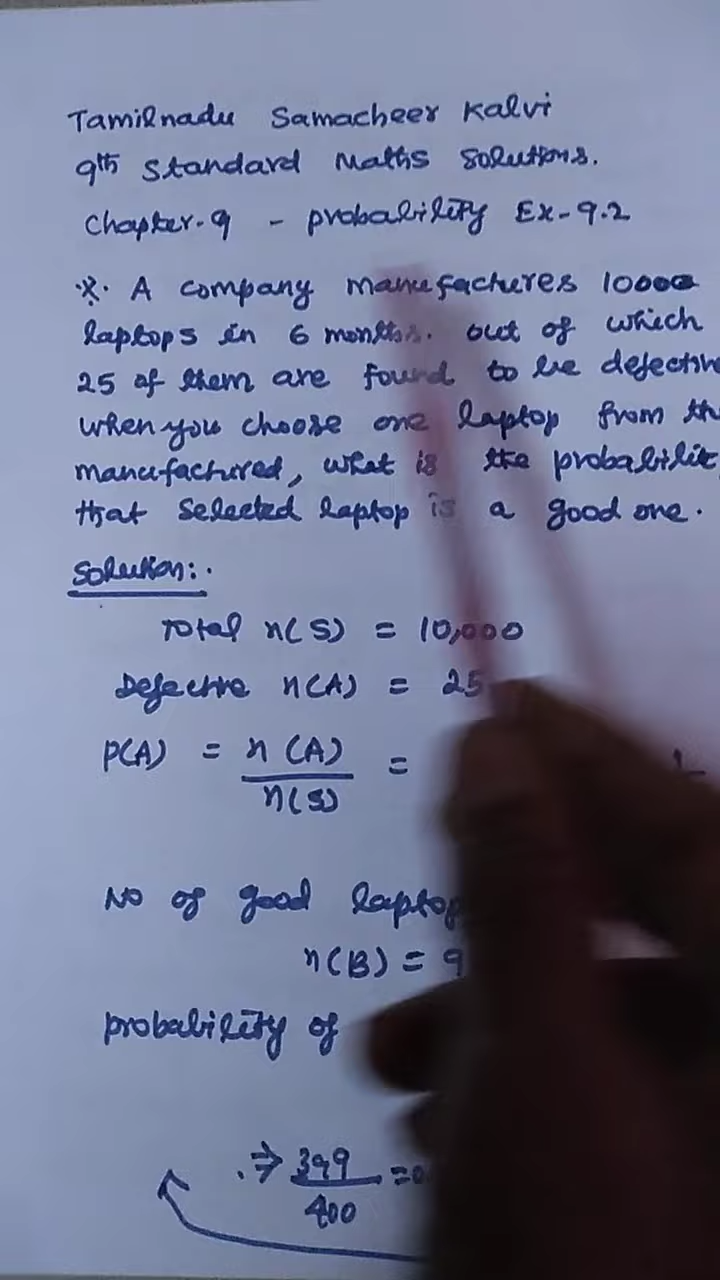 Tamilnadu Samacheer Kalvi
9th Standard Maths Solutions.
Chapter-9 - probability Ex-9.2
※. A company manufactures 10000
laptops in 6 months. out of which
25 of them are found to be defective
when you choose one laptop from the
manufactured, what is the probabilit
that selected laptop is a good one.
Solution:.
Total n(S) = 10,000
Defective n(A) = 25
P(A) = n(A)/n(S) =
No of good laptop
n(B) = 9
probability of
.⇒ 399/400 = 0